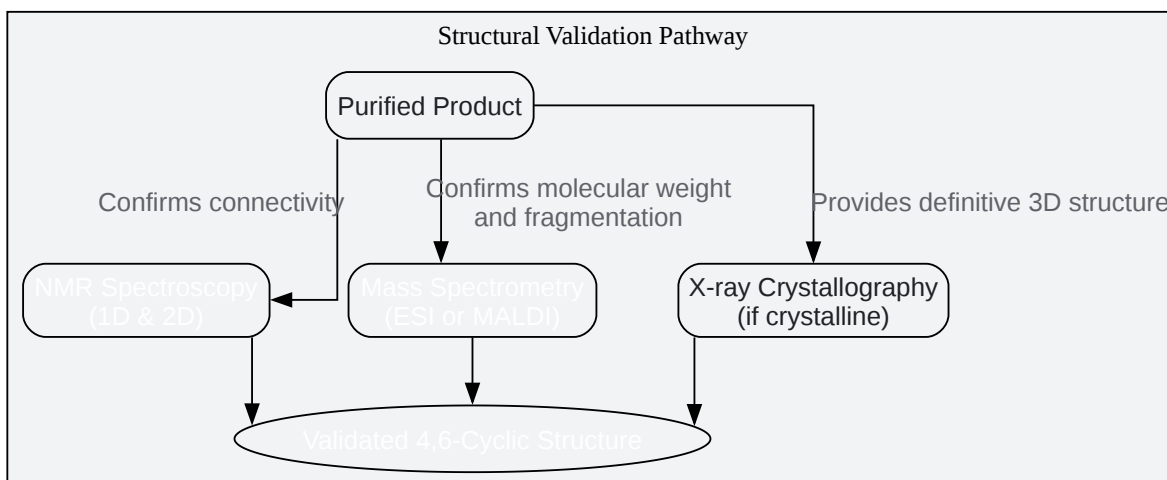 Structural Validation Pathway
Purified Product
Confirms connectivity
Confirms molecular weight
and fragmentation
Provides definitive 3D structure
NMR Spectroscopy
(1D & 2D)
Mass Spectrometry
(ESI or MALDI)
X-ray Crystallography
(if crystalline)
Validated 4,6-Cyclic Structure